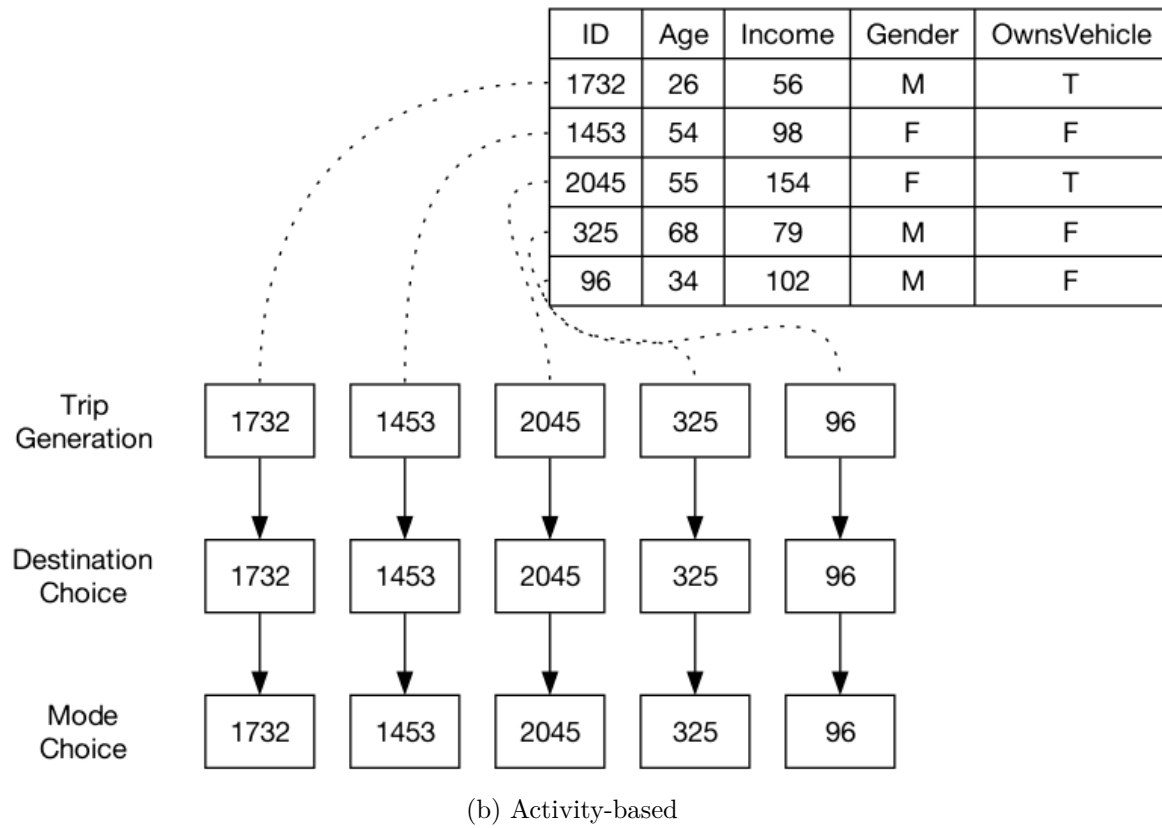 ID Age Income Gender OwnsVehicle
1732 26 56 M T
1453 54 98 F F
2045 55 154 F T
325 68 79 M F
96 34 102 M F
Trip
Generation
1732 1453 2045 325 96
Destination
Choice
1732 1453 2045 325 96
Mode
Choice
1732 1453 2045 325 96
(b) Activity-based